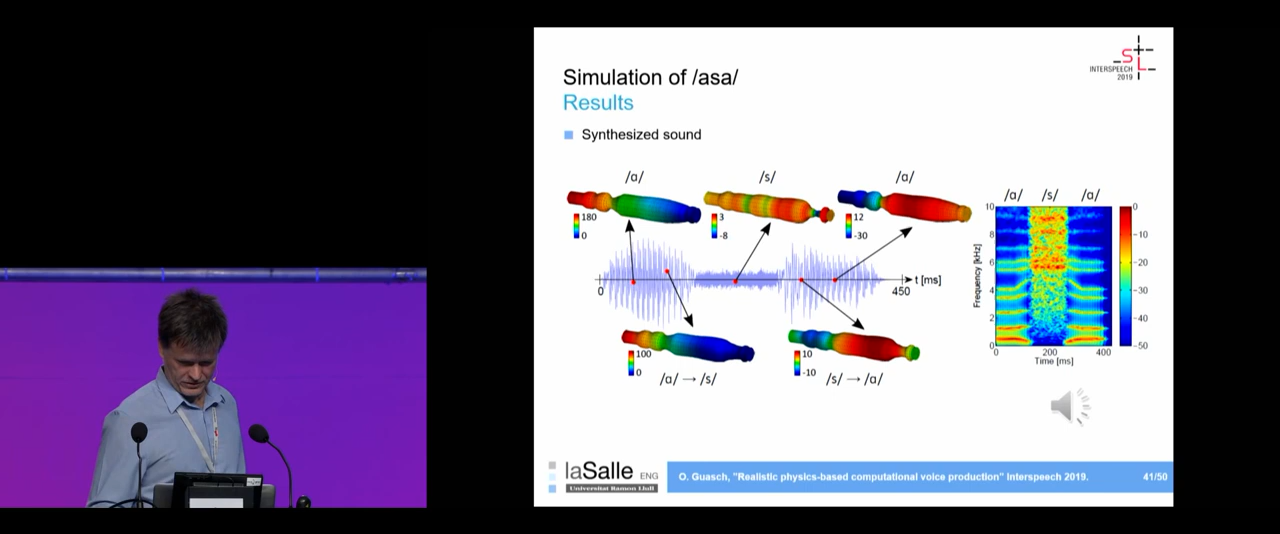 S
INTERSPEECH L
2019
Simulation of /asa/
Results
Synthesized sound
/ɑ/ /s/ /ɑ/
180
0
3
-8
12
-30
0 450 t [ms]
100
0
/ɑ/ → /s/
10
-10
/s/ → /ɑ/
/ɑ/ /s/ /ɑ/
10
8
6
4
2
0
Frequency [kHz]
0 200 400
Time [ms]
0
-10
-20
-30
-40
-50
laSalle ENG
Universitat Ramon Llull
O. Guasch, "Realistic physics-based computational voice production" Interspeech 2019.
41/50